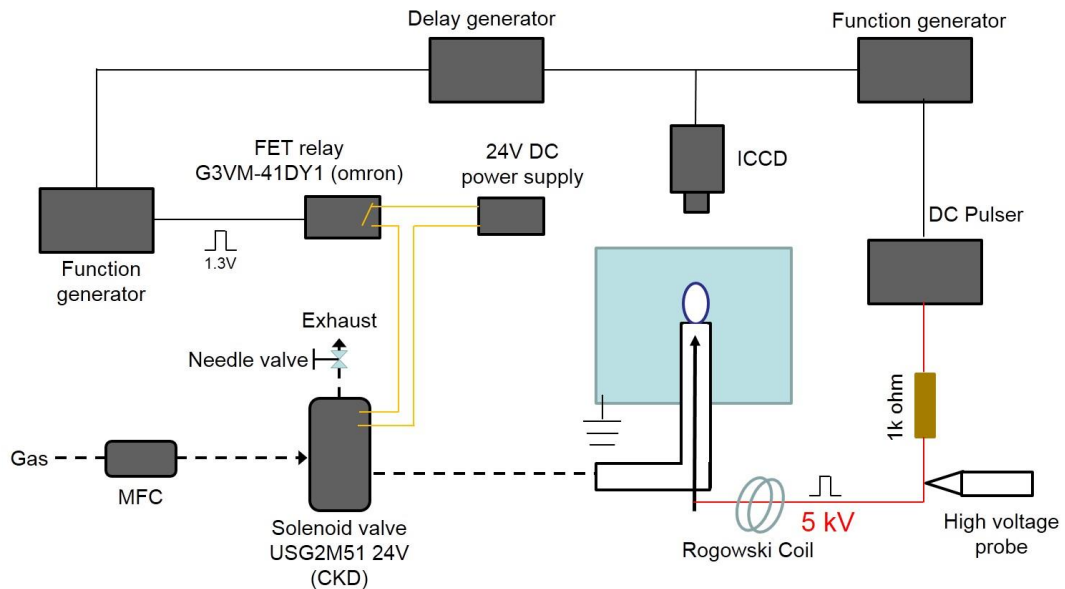 Delay generator
Function generator
FET relay
G3VM-41DY1 (omron)
24V DC
power supply
ICCD
DC Pulser
1.3V
Function
generator
Exhaust
Needle valve
1k ohm
Gas
MFC
Solenoid valve
USG2M51 24V
(CKD)
5 kV
Rogowski Coil
High voltage
probe